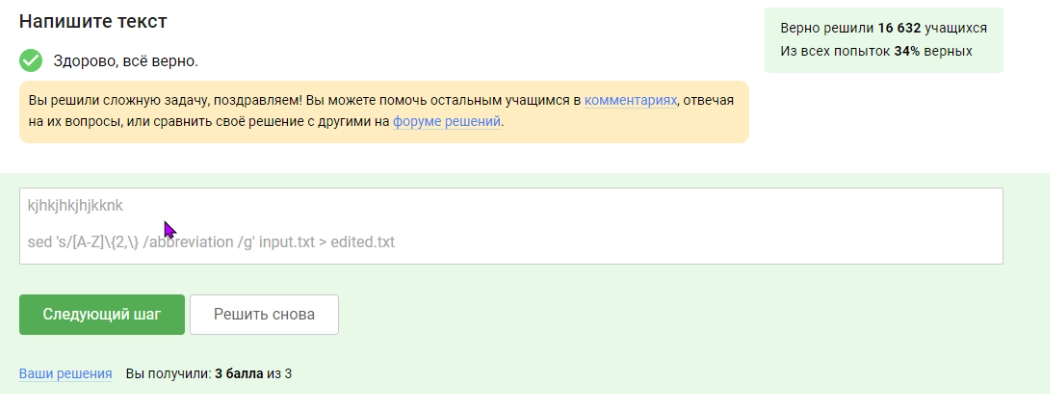 Напишите текст
Верно решили 16 632 учащихся
Из всех попыток 34% верных
Здорово, всё верно.
Вы решили сложную задачу, поздравляем! Вы можете помочь остальным учащимся в комментариях, отвечая
на их вопросы, или сравнить своё решение с другими на форуме решений.
kjhkjhkjhjkknk
sed 's/[A-Z]\{2,\} /abbreviation /g' input.txt > edited.txt
Следующий шаг
Решить снова
Ваши решения Вы получили: 3 балла из 3